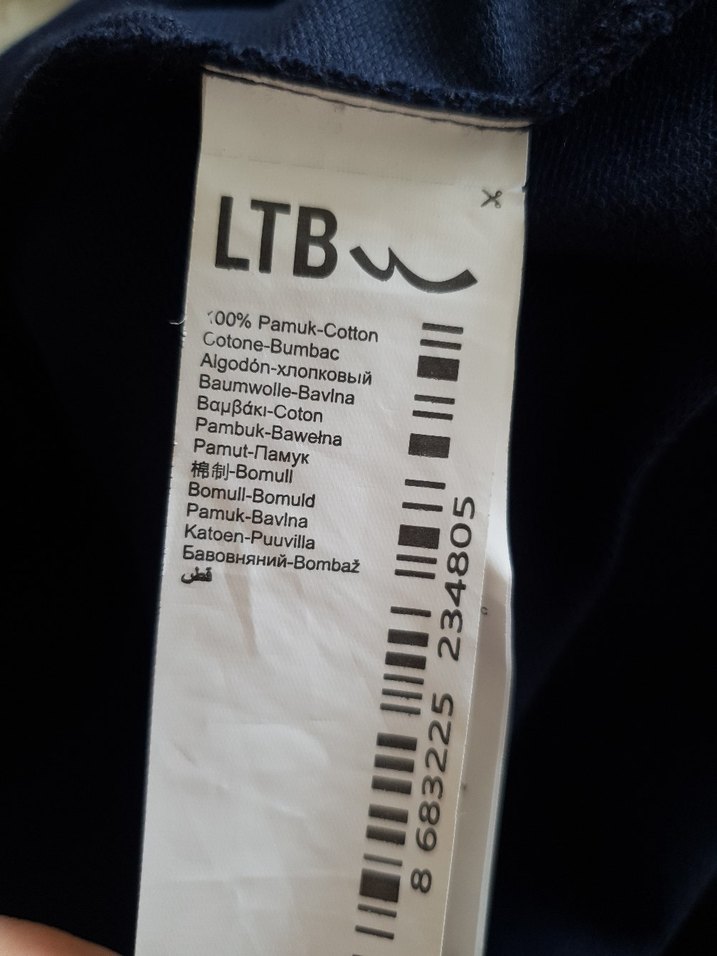 LTB
100% Pamuk-Cotton
Cotone-Bumbac
Algodón-хлопковый
Baumwolle-Bavlna
Βαμβάκι-Coton
Pambuk-Bawełna
Pamut-Памук
棉制-Bomull
Bomull-Bomuld
Pamuk-Bavlna
Katoen-Puuvilla
Бавовняний-Bombaž
قطن
8 683225 234805